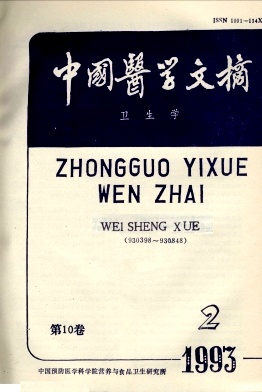 ISSN 1001-114X
中國醫学文摘
卫生学
ZHONGGUO YIXUE
WEN ZHAI
WEI SHENG XUE
(930398～930848)
第10卷
2
1993
中国预防医学科学院营养与食品卫生研究所